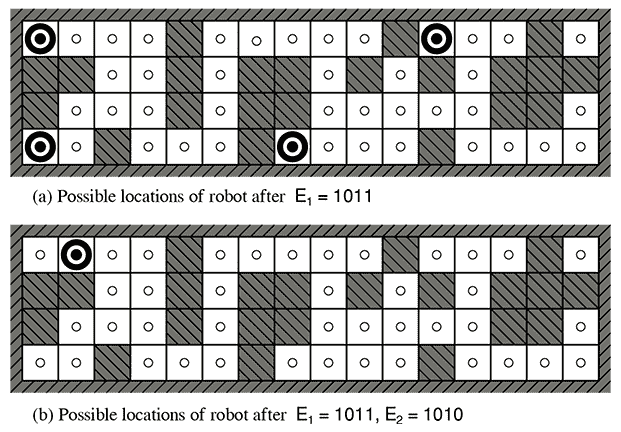 (a) Possible locations of robot after E₁ = 1011
(b) Possible locations of robot after E₁ = 1011, E₂ = 1010